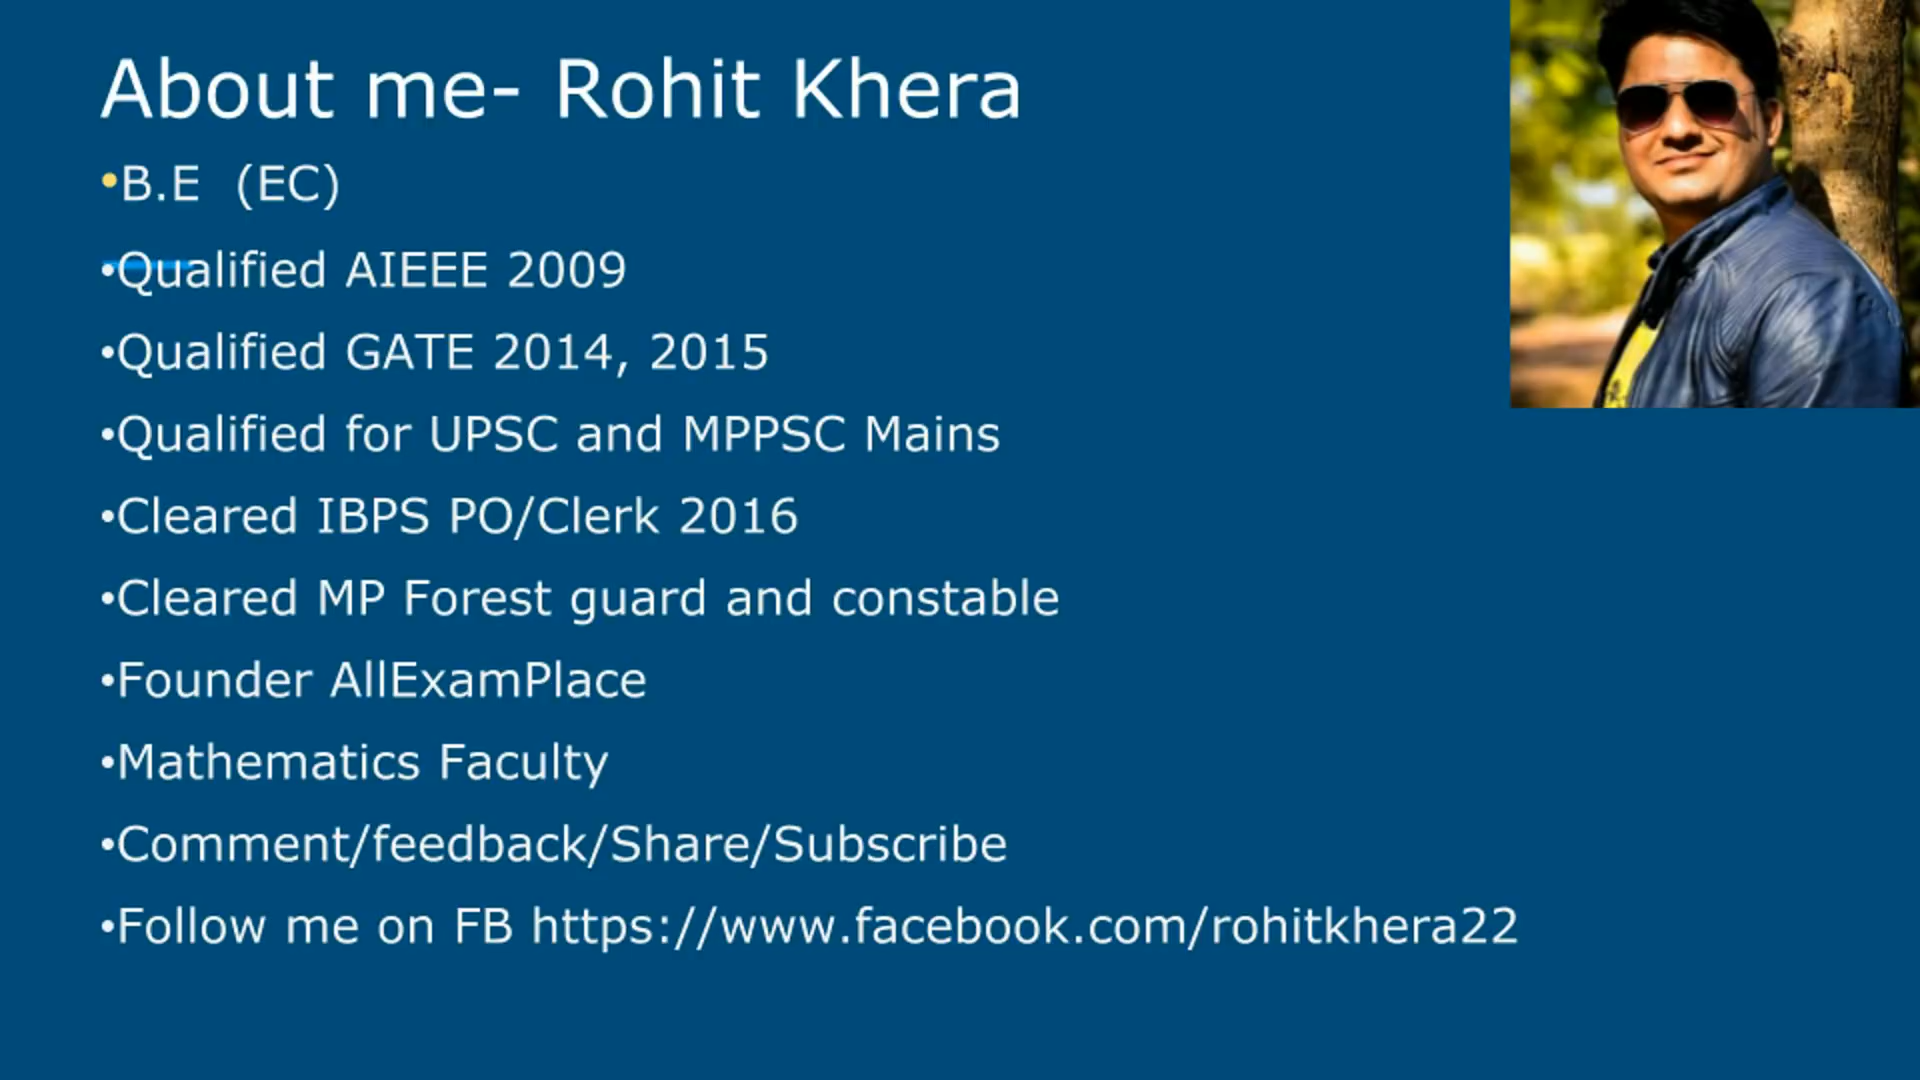 About me- Rohit Khera
•B.E (EC)
•Qualified AIEEE 2009
•Qualified GATE 2014, 2015
•Qualified for UPSC and MPPSC Mains
•Cleared IBPS PO/Clerk 2016
•Cleared MP Forest guard and constable
•Founder AllExamPlace
•Mathematics Faculty
•Comment/feedback/Share/Subscribe
•Follow me on FB https://www.facebook.com/rohitkhera22